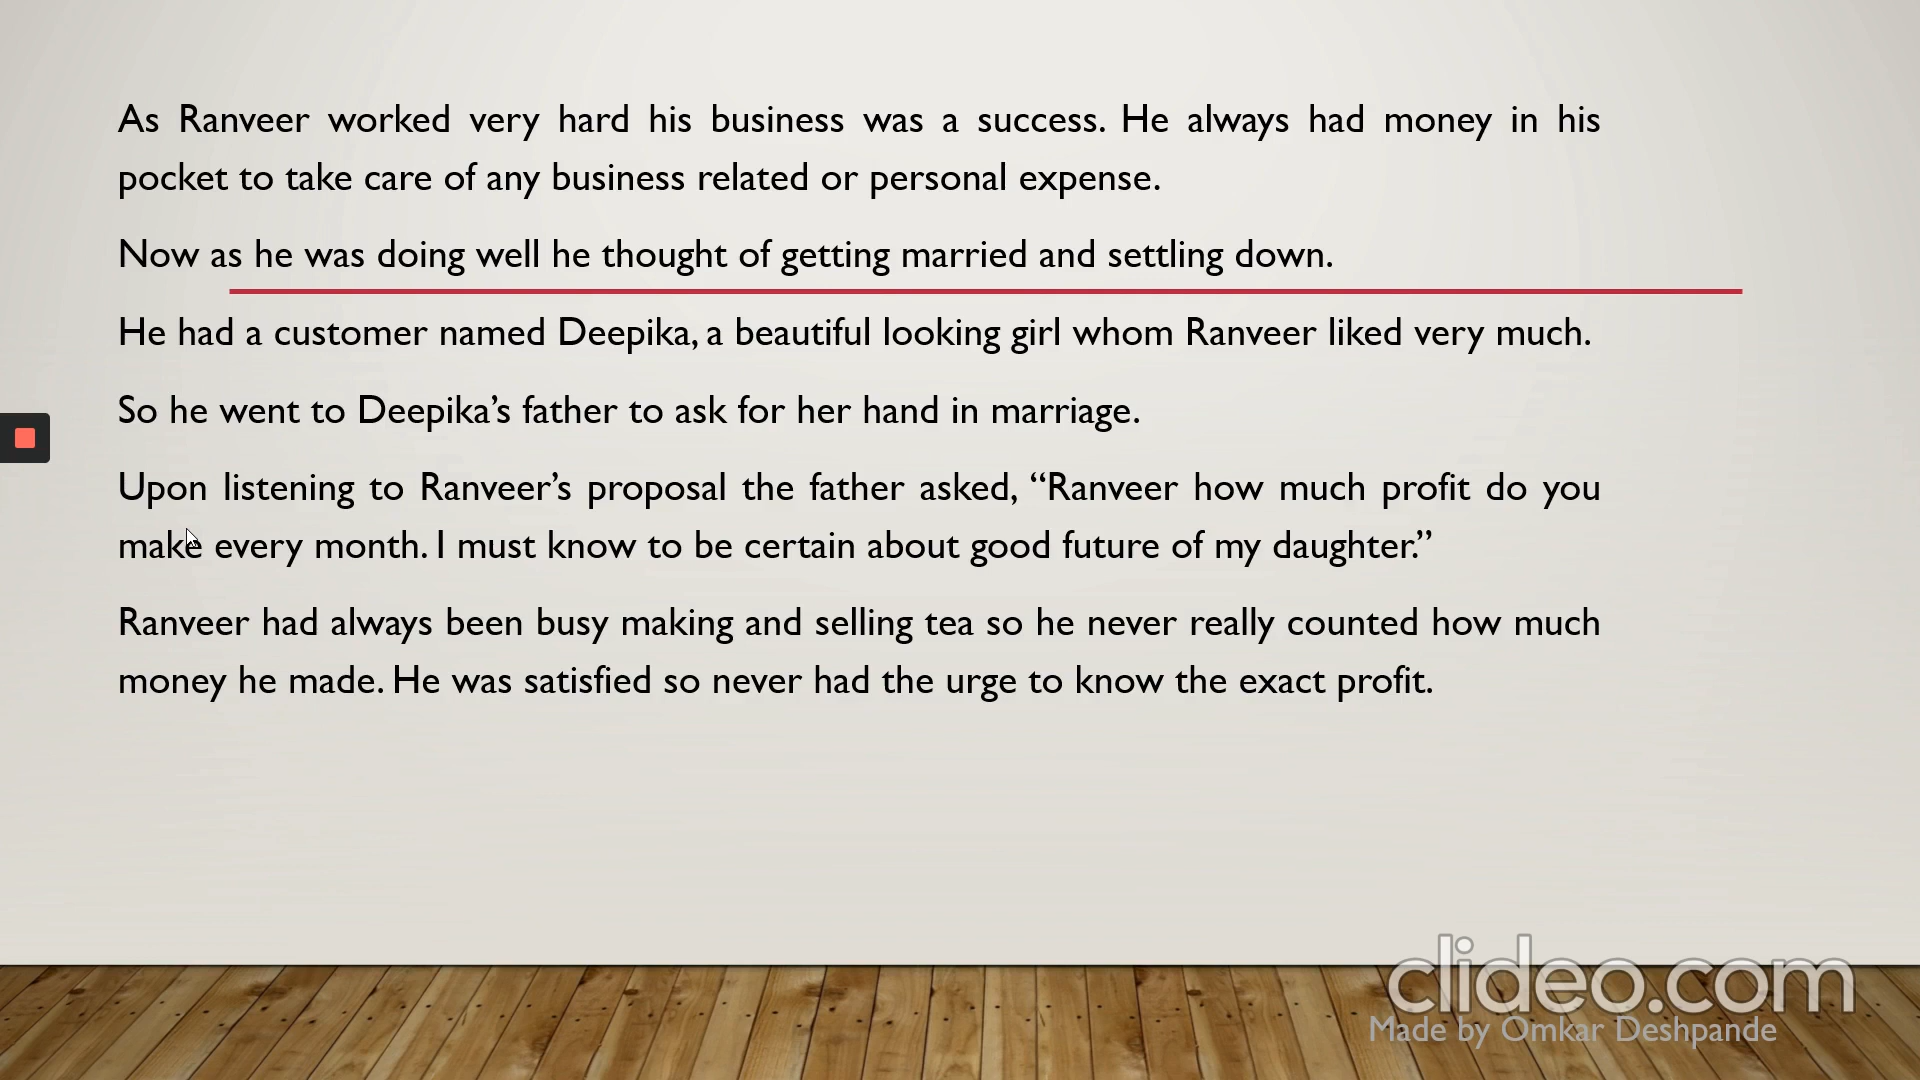 As Ranveer worked very hard his business was a success. He always had money in his
pocket to take care of any business related or personal expense.
Now as he was doing well he thought of getting married and settling down.
He had a customer named Deepika, a beautiful looking girl whom Ranveer liked very much.
So he went to Deepika’s father to ask for her hand in marriage.
Upon listening to Ranveer’s proposal the father asked, “Ranveer how much profit do you
make every month. I must know to be certain about good future of my daughter.”
Ranveer had always been busy making and selling tea so he never really counted how much
money he made. He was satisfied so never had the urge to know the exact profit.
clideo.com
Made by Omkar Deshpande